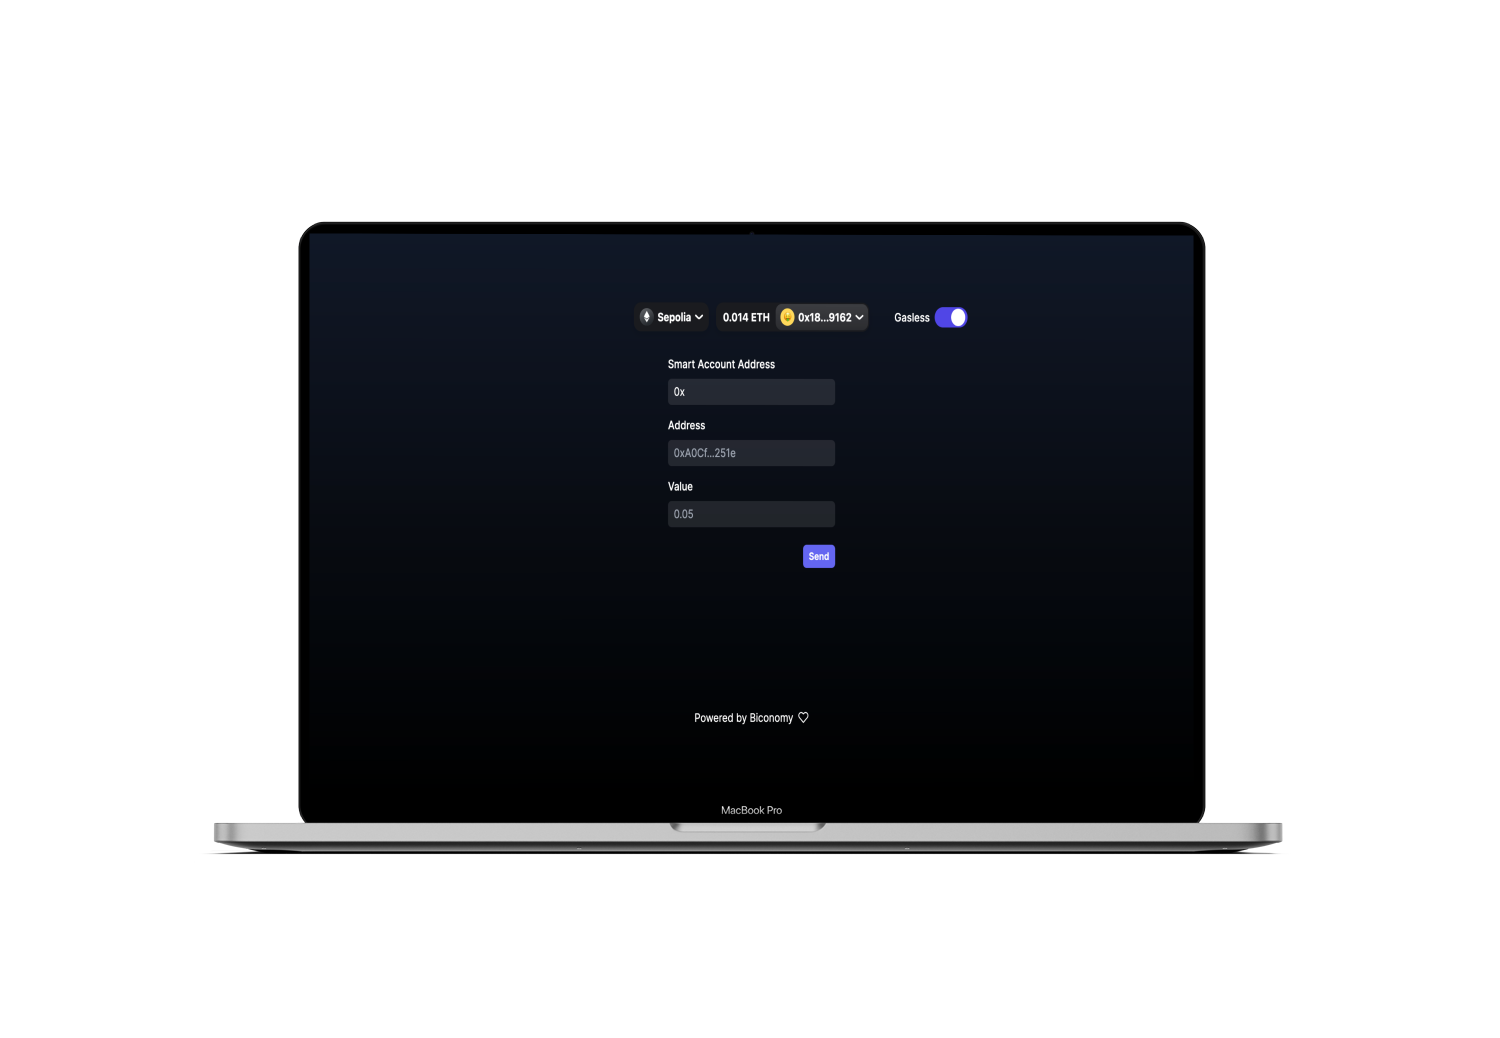 Sepolia 0.014 ETH 0x18...9162 Gasless
Smart Account Address
0x
Address
0xA0Cf...251e
Value
0.05
Send
Powered by Biconomy
MacBook Pro